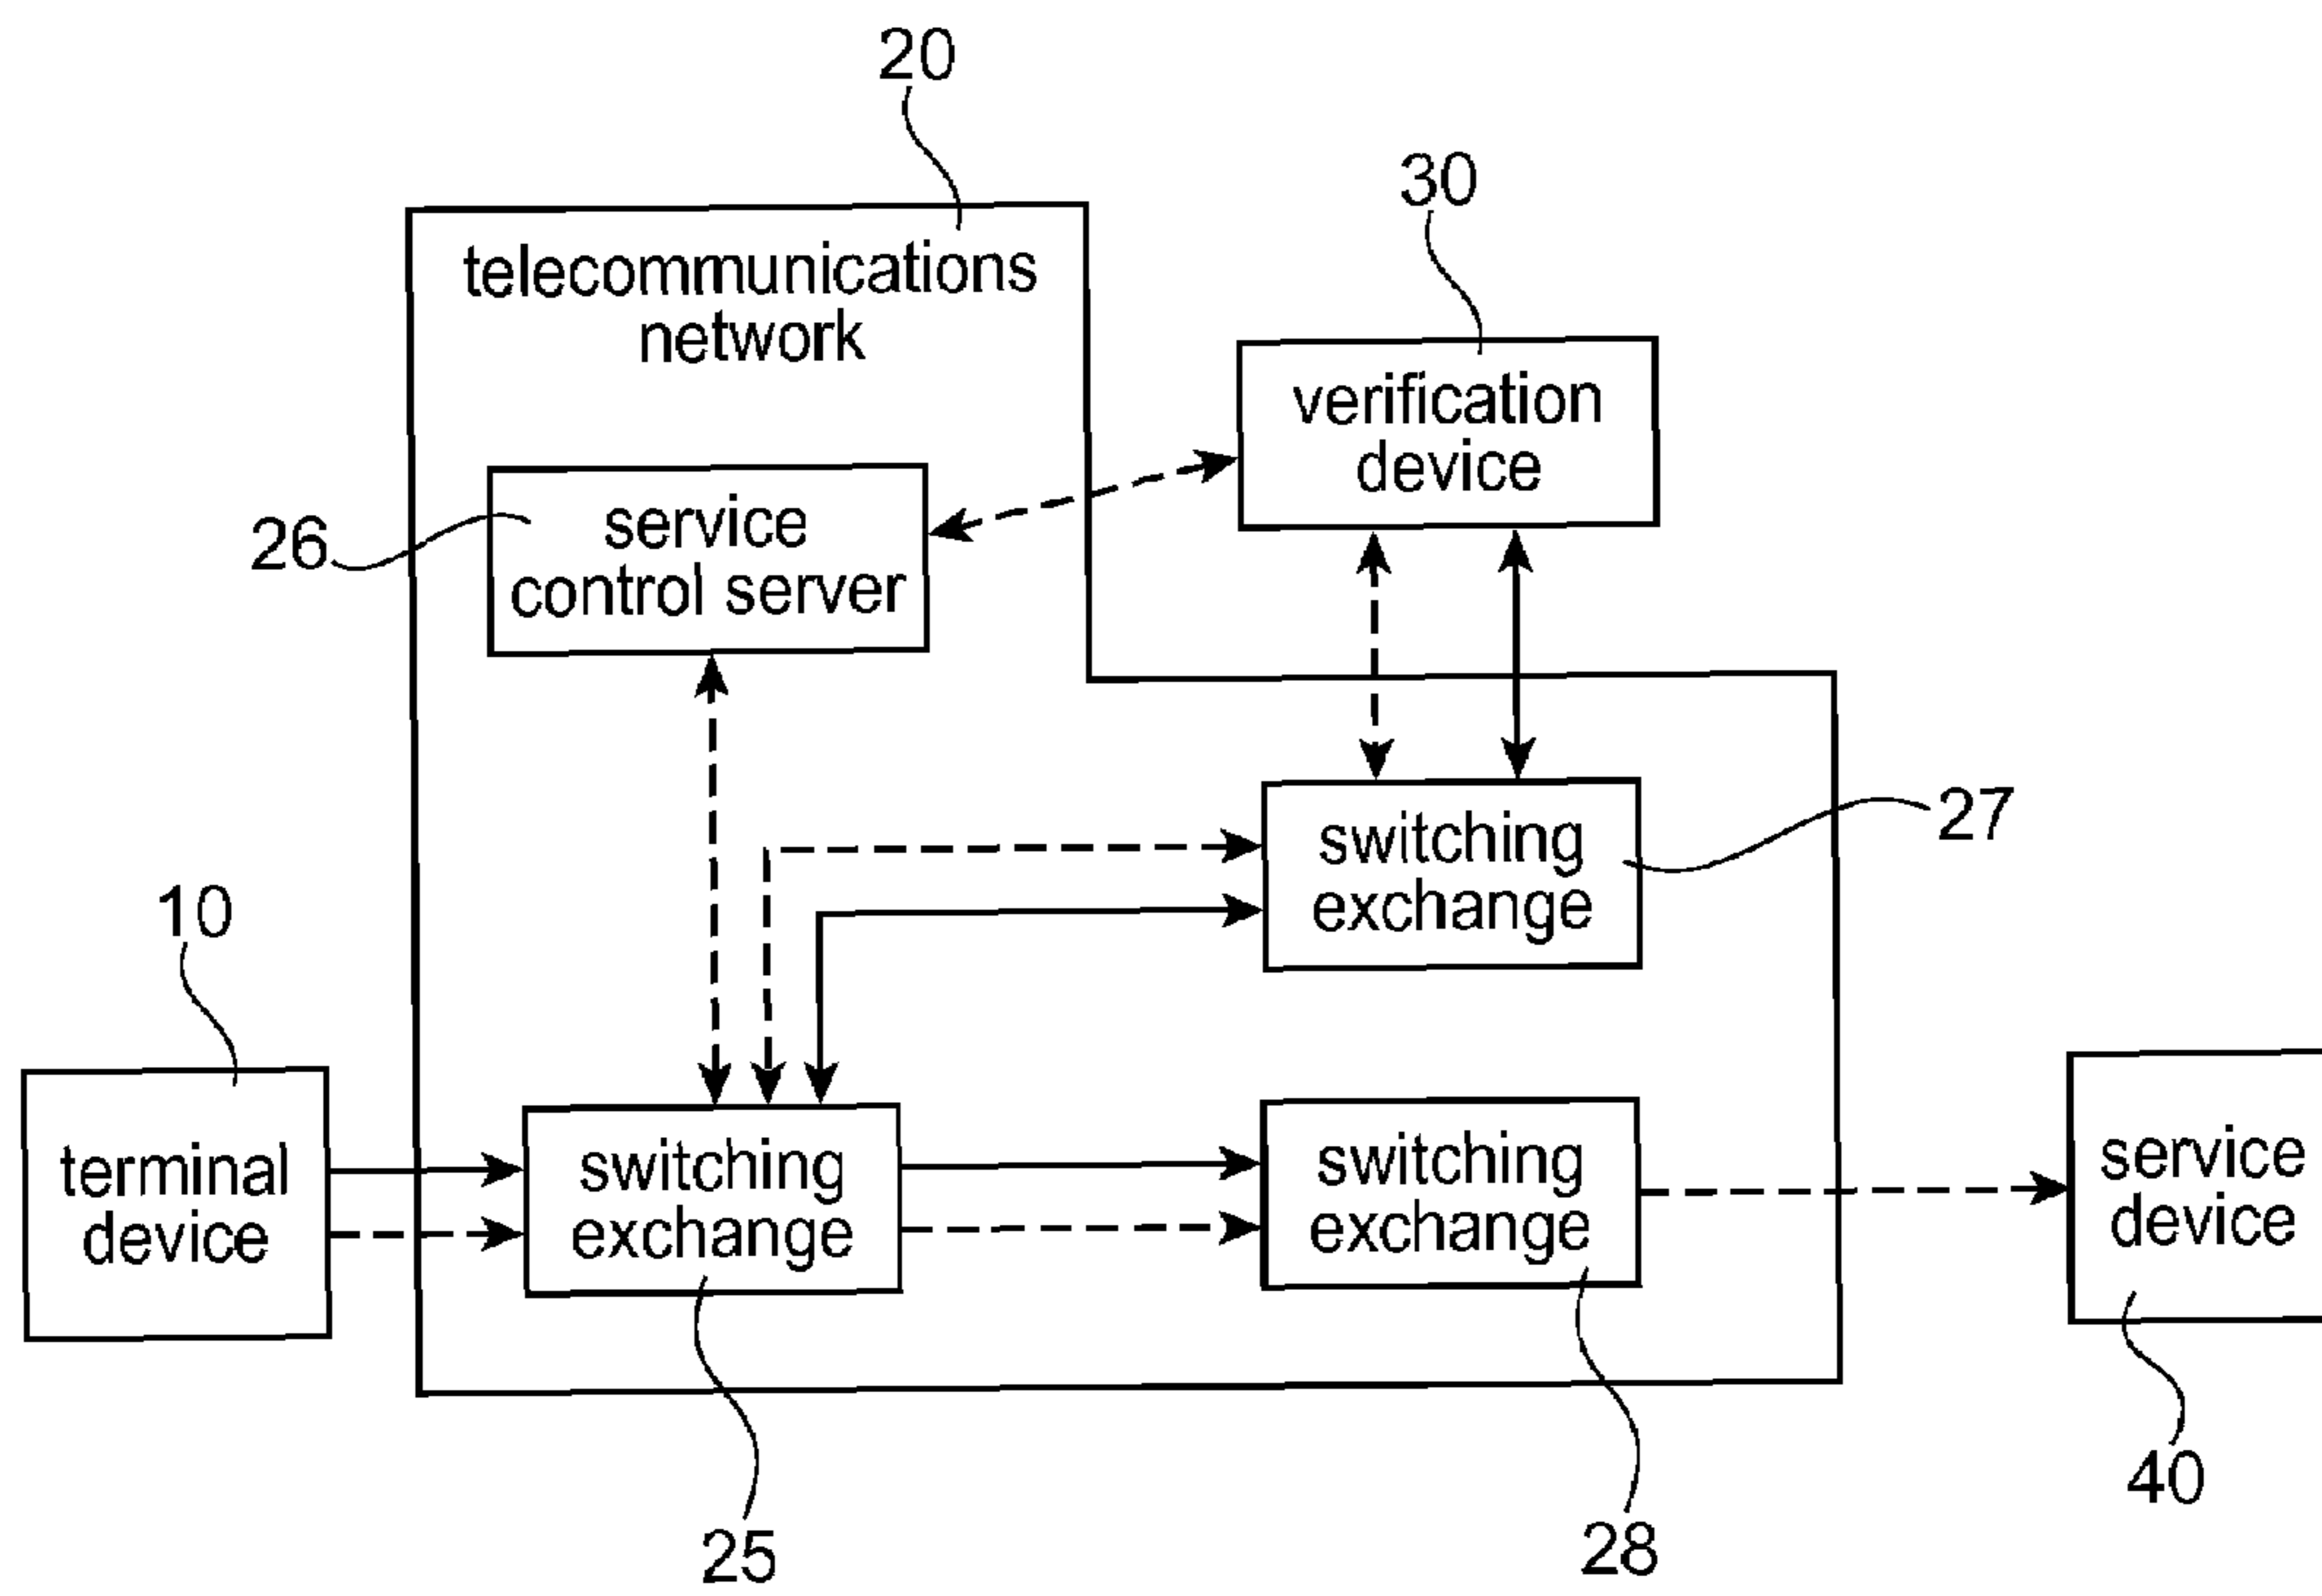 20
30
telecommunications
network
verification
device
26
service
control server
27
switching
exchange
10
terminal
device
switching
exchange
switching
exchange
service
device
40
25
28